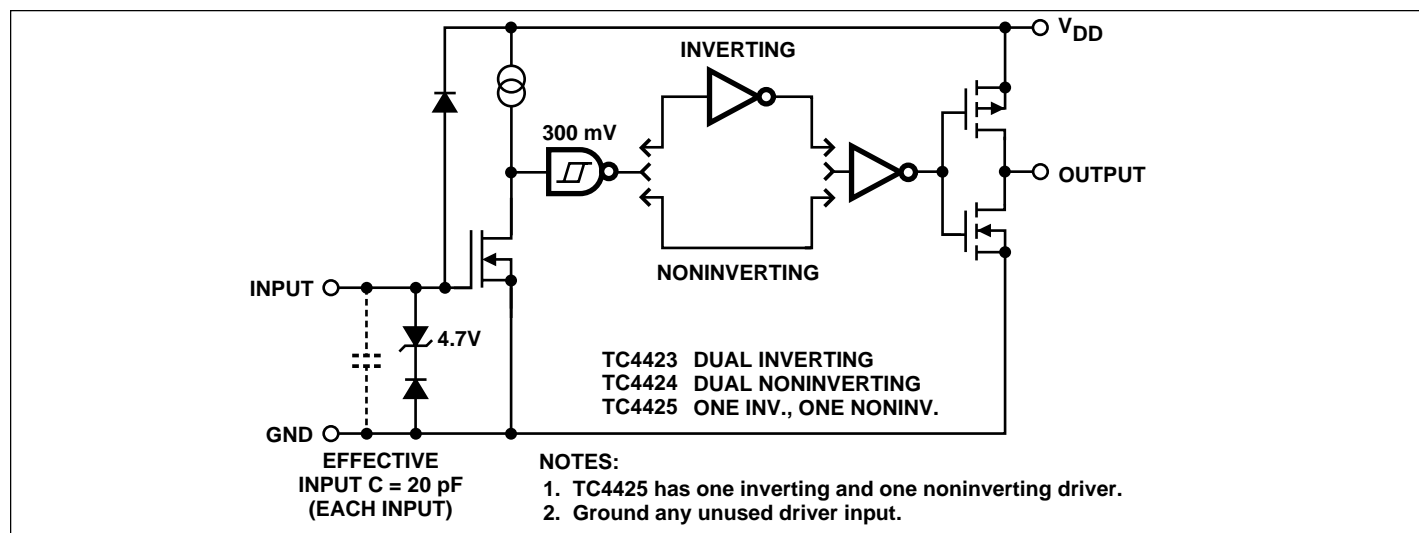 VDD
INVERTING
300 mV
OUTPUT
NONINVERTING
INPUT
4.7V
TC4423 DUAL INVERTING
TC4424 DUAL NONINVERTING
TC4425 ONE INV., ONE NONINV.
GND
EFFECTIVE
INPUT C = 20 pF
(EACH INPUT)
NOTES:
1. TC4425 has one inverting and one noninverting driver.
2. Ground any unused driver input.